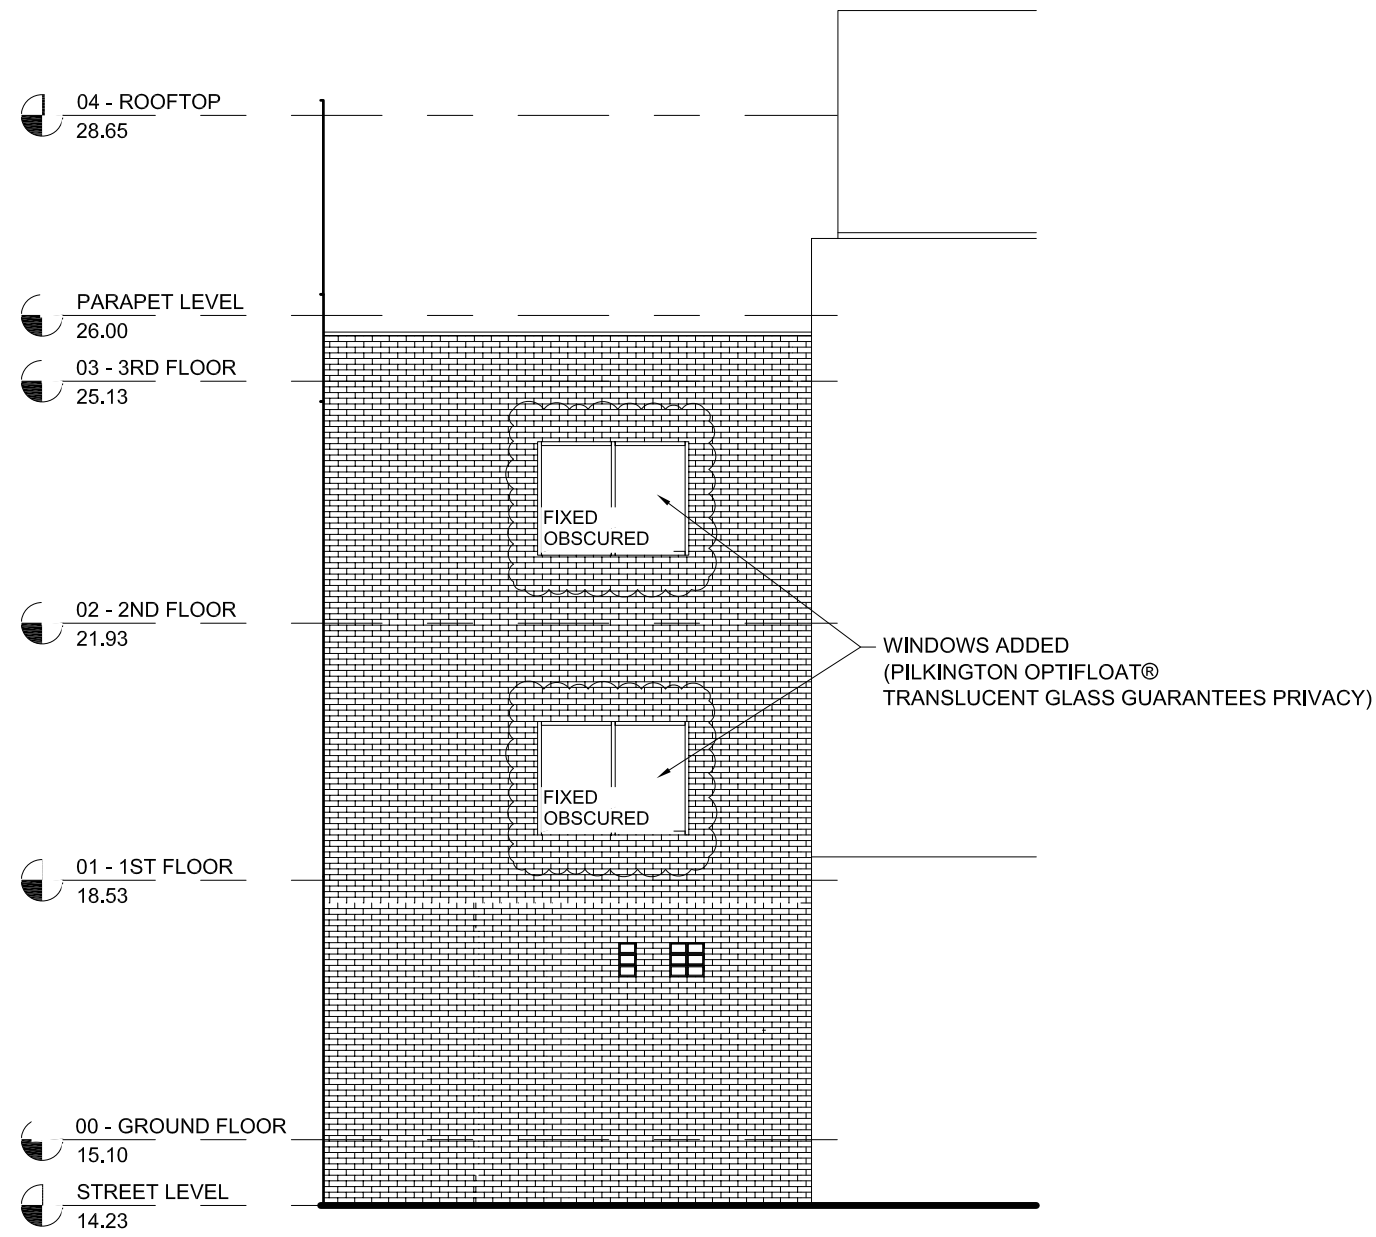 04 - ROOFTOP
28.65
PARAPET LEVEL
26.00
03 - 3RD FLOOR
25.13
FIXED
OBSCURED
02 - 2ND FLOOR
21.93
WINDOWS ADDED
(PILKINGTON OPTIFLOAT®
TRANSLUCENT GLASS GUARANTEES PRIVACY)
FIXED
OBSCURED
01 - 1ST FLOOR
18.53
00 - GROUND FLOOR
15.10
STREET LEVEL
14.23